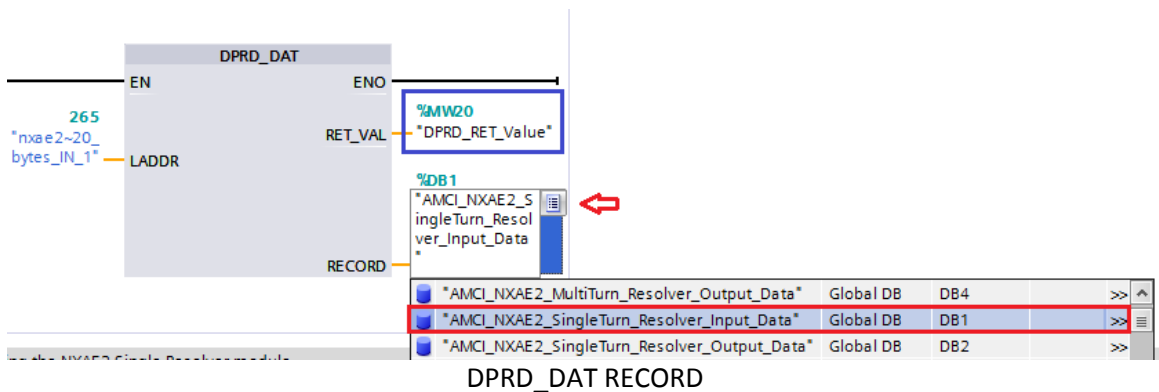 DPRD_DAT
EN
ENO
265
"nxae2~20_
bytes_IN_1"
LADDR
RET_VAL
%MW20
"DPRD_RET_Value"
%DB1
"AMCI_NXAE2_S
ingleTurn_Resol
ver_Input_Data
"
RECORD
"AMCI_NXAE2_MultiTurn_Resolver_Output_Data" Global DB DB4 >>
"AMCI_NXAE2_SingleTurn_Resolver_Input_Data" Global DB DB1 >>
"AMCI_NXAE2_SingleTurn_Resolver_Output_Data" Global DB DB2 >>
DPRD_DAT RECORD